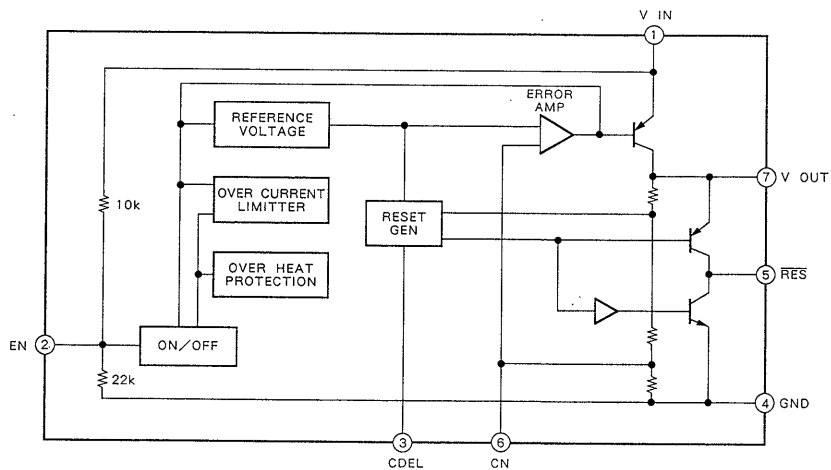 V IN
1
ERROR
AMP
REFERENCE
VOLTAGE
7
V OUT
OVER CURRENT
LIMITTER
10k
RESET
GEN
OVER HEAT
PROTECTION
5
RES
EN
2
ON/OFF
22k
4
GND
3
6
CDEL
CN